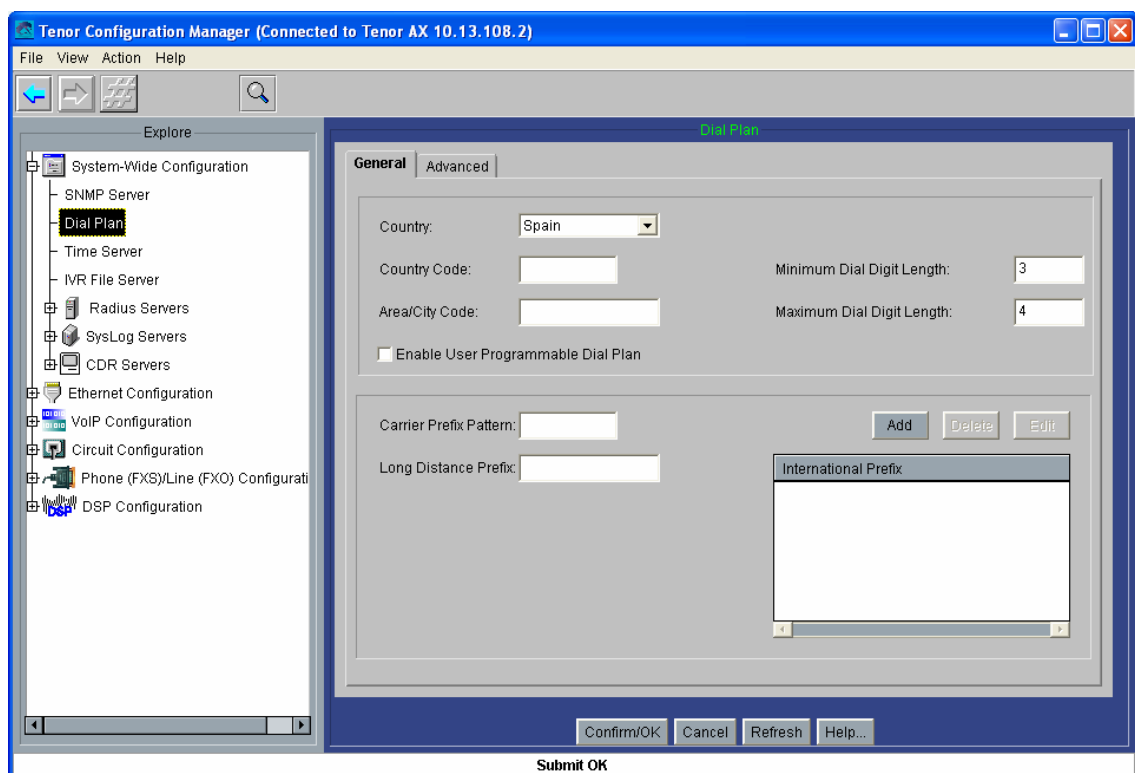 Tenor Configuration Manager (Connected to Tenor AX 10.13.108.2)
File View Action Help
Explore
System-Wide Configuration
SNMP Server
Dial Plan
Time Server
IVR File Server
Radius Servers
SysLog Servers
CDR Servers
Ethernet Configuration
VoIP Configuration
Circuit Configuration
Phone (FXS)/Line (FXO) Configurati
DSP
DSP Configuration
Dial Plan
General Advanced
Country: Spain
Country Code:
Minimum Dial Digit Length: 3
Area/City Code:
Maximum Dial Digit Length: 4
Enable User Programmable Dial Plan
Carrier Prefix Pattern:
Add Delete Edit
Long Distance Prefix:
International Prefix
Confirm/OK Cancel Refresh Help...
Submit OK